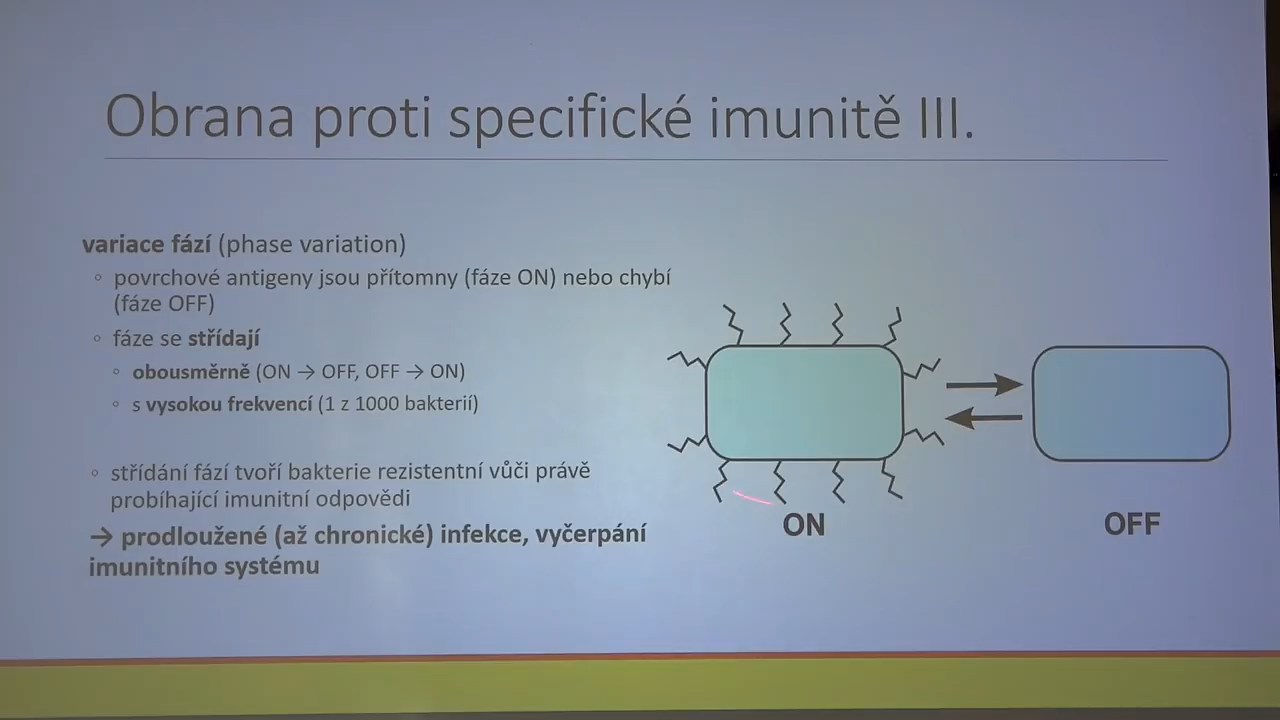 Obrana proti specifické imunitě III.
variace fází (phase variation)
◦ povrchové antigeny jsou přítomny (fáze ON) nebo chybí
(fáze OFF)
◦ fáze se střídají
◦ obousměrně (ON → OFF, OFF → ON)
◦ s vysokou frekvencí (1 z 1000 bakterií)
◦ střídání fází tvoří bakterie rezistentní vůči právě
probíhající imunitní odpovědi
→ prodloužené (až chronické) infekce, vyčerpání
imunitního systému
ON
OFF